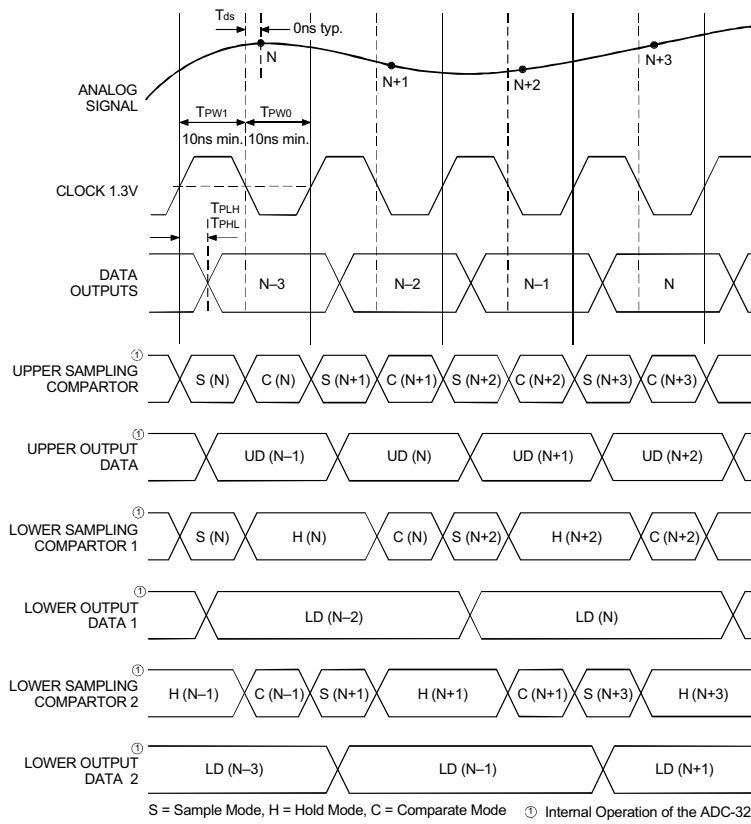 Tds
0ns typ.
N
N+1
N+2
N+3
ANALOG
SIGNAL
TPW1
TPW0
10ns min.
10ns min.
CLOCK 1.3V
TPLH
TPHL
DATA
OUTPUTS
N–3
N–2
N–1
N
①
UPPER SAMPLING
COMPARTOR
S (N)
C (N)
S (N+1)
C (N+1)
S (N+2)
C (N+2)
S (N+3)
C (N+3)
①
UPPER OUTPUT
DATA
UD (N–1)
UD (N)
UD (N+1)
UD (N+2)
①
LOWER SAMPLING
COMPARTOR 1
S (N)
H (N)
C (N)
S (N+2)
H (N+2)
C (N+2)
①
LOWER OUTPUT
DATA 1
LD (N–2)
LD (N)
①
LOWER SAMPLING
COMPARTOR 2
H (N–1)
C (N–1)
S (N+1)
H (N+1)
C (N+1)
S (N+3)
H (N+3)
①
LOWER OUTPUT
DATA 2
LD (N–3)
LD (N–1)
LD (N+1)
S = Sample Mode, H = Hold Mode, C = Comparate Mode ① Internal Operation of the ADC-32